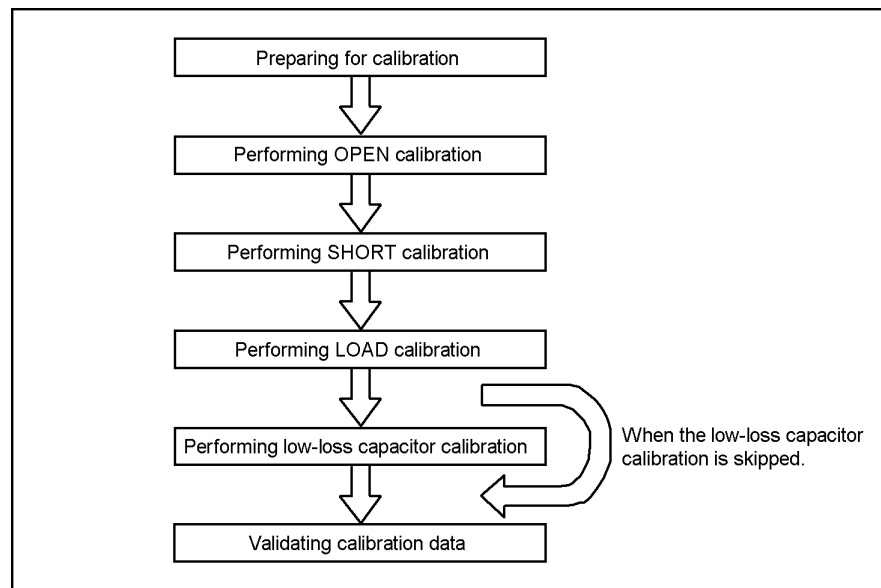 Preparing for calibration
Performing OPEN calibration
Performing SHORT calibration
Performing LOAD calibration
Performing low-loss capacitor calibration
When the low-loss capacitor
calibration is skipped.
Validating calibration data